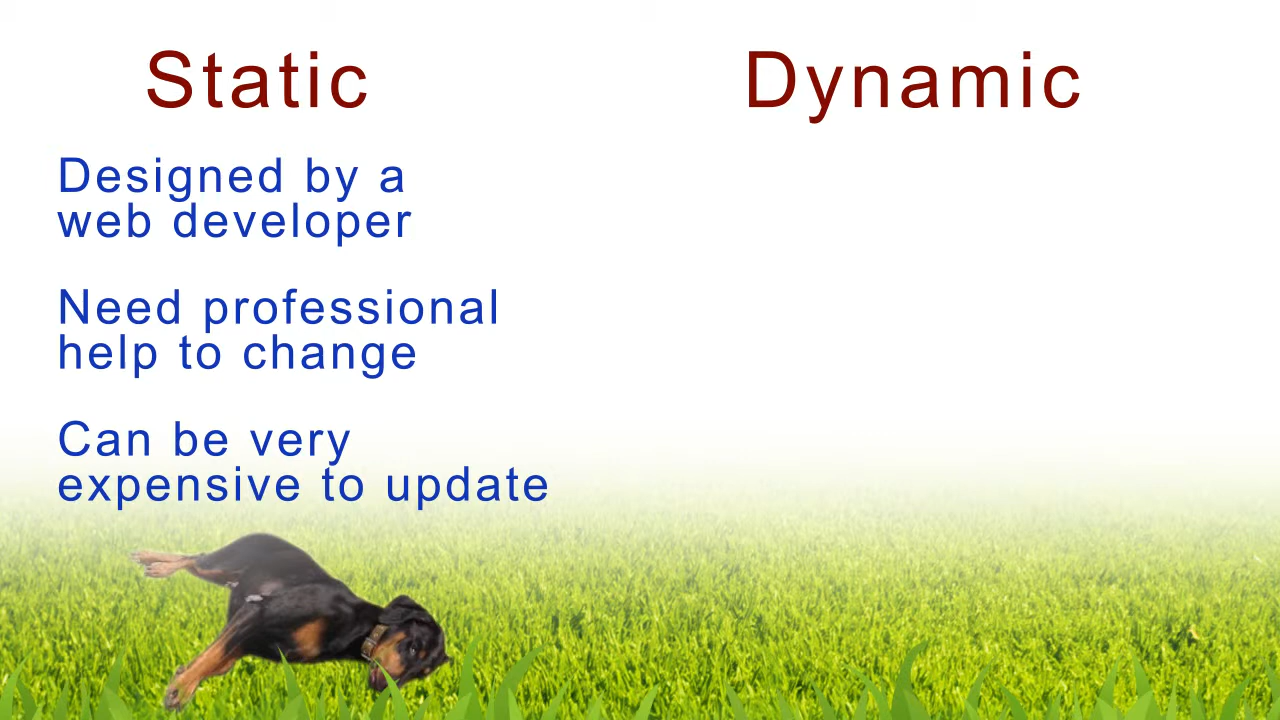 Static
Dynamic
Designed by a
web developer
Need professional
help to change
Can be very
expensive to update